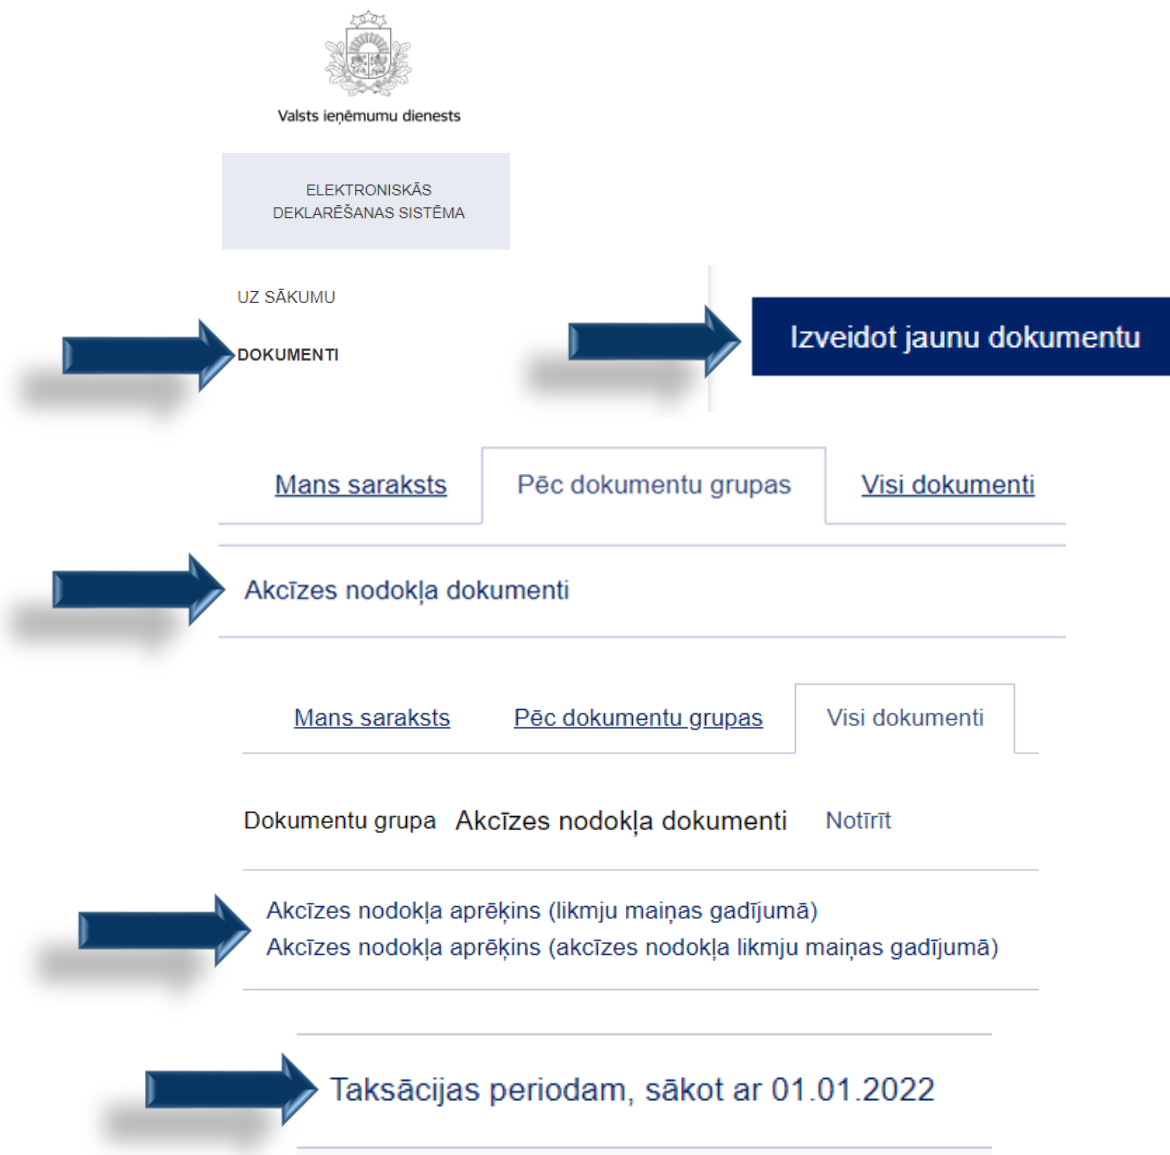 Valsts ieņēmumu dienests
ELEKTRONISKĀS
DEKLARĒŠANAS SISTĒMA
UZ SĀKUMU
DOKUMENTI
Izveidot jaunu dokumentu
Mans saraksts Pēc dokumentu grupas Visi dokumenti
Akcīzes nodokļa dokumenti
Mans saraksts Pēc dokumentu grupas Visi dokumenti
Dokumentu grupa Akcīzes nodokļa dokumenti Notīrīt
Akcīzes nodokļa aprēķins (likmju maiņas gadījumā)
Akcīzes nodokļa aprēķins (akcīzes nodokļa likmju maiņas gadījumā)
Taksācijas periodam, sākot ar 01.01.2022